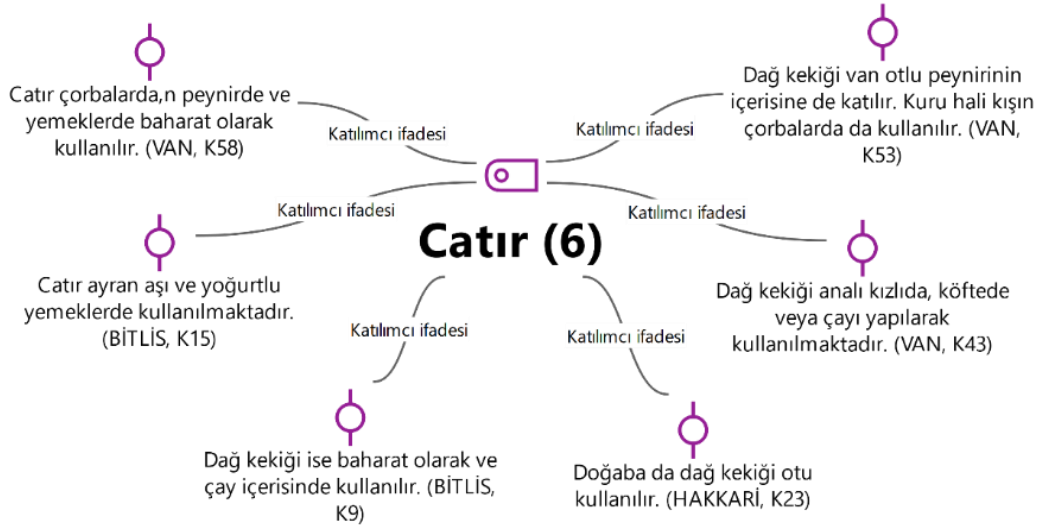 Catır çorbalarda,n peynirde ve
yemeklerde baharat olarak
kullanılır. (VAN, K58)
Katılımcı ifadesi
Dağ kekiği van otlu peynirinin
içerisine de katılır. Kuru hali kışın
çorbalarda da kullanılır. (VAN,
K53)
Katılımcı ifadesi
Catır (6)
Katılımcı ifadesi
Catır ayran aşı ve yoğurtlu
yemeklerde kullanılmaktadır.
(BİTLİS, K15)
Katılımcı ifadesi
Dağ kekiği analı kızlıda, köftede
veya çayı yapılarak
kullanılmaktadır. (VAN, K43)
Katılımcı ifadesi
Dağ kekiği ise baharat olarak ve
çay içerisinde kullanılır. (BİTLİS,
K9)
Katılımcı ifadesi
Doğaba da dağ kekiği otu
kullanılır. (HAKKARİ, K23)